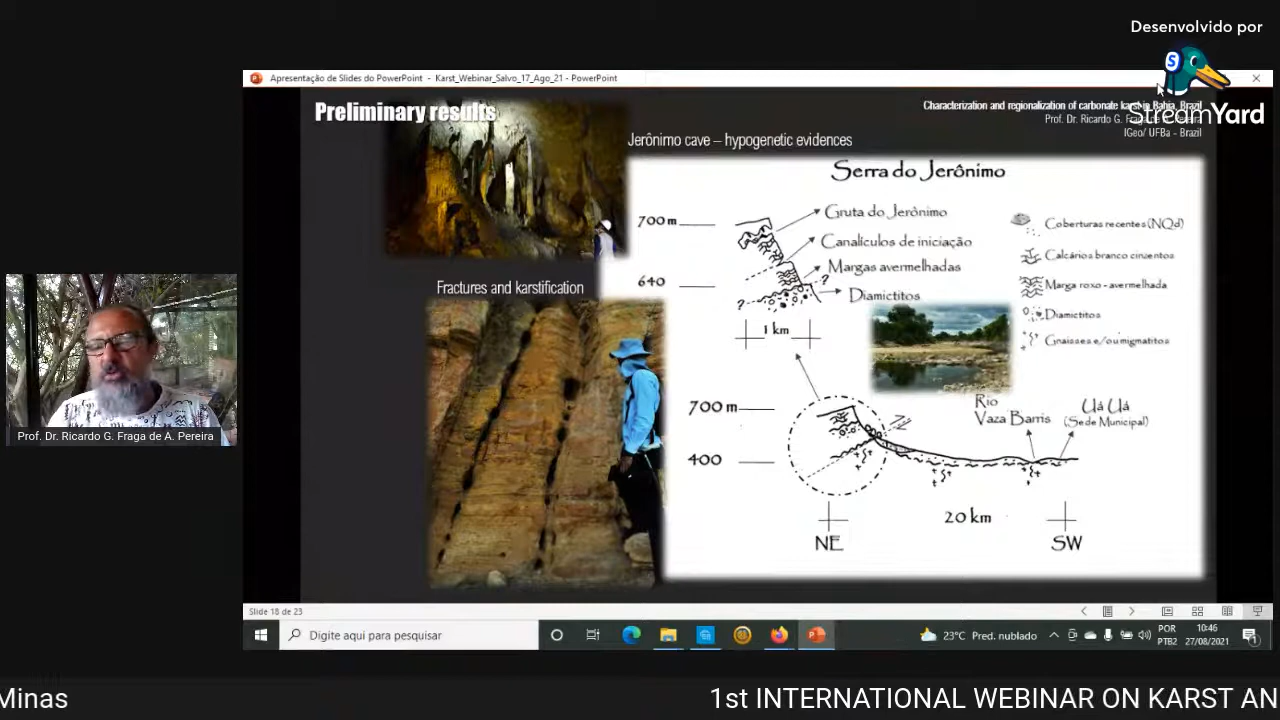 Desenvolvido por
S
StreamYard
Apresentação de Slides do PowerPoint - Karst_Webinar_Salvo_17_Ago_21 - PowerPoint
Preliminary results
Characterization and regionalization of carbonate karst in Bahia, Brazil
Prof. Dr. Ricardo G. Fraga de
IGeo/ UFBa - Brazil
Jerônimo cave – hypogenetic evidences
Serra do Jerônimo
700 m
Gruta do Jerônimo
Canalículos de iniciação
Margas avermelhadas
640
?
?
Diamictitos
1 km
Coberturas recentes (NQd)
Calcários branco cinzentos
Marga roxo - avermelhada
Diamictitos
Gnaisses e/ou migmatitos
Fractures and karstification
700 m
400
Rio
Vaza Barris
Uá Uá
(Sede Municipal)
20 km
NE
SW
Prof. Dr. Ricardo G. Fraga de A. Pereira
Slide 18 de 23
Digite aqui para pesquisar
23°C Pred. nublado
POR
PTB2
10:46
27/08/2021
1
Minas
1st INTERNATIONAL WEBINAR ON KARST AN